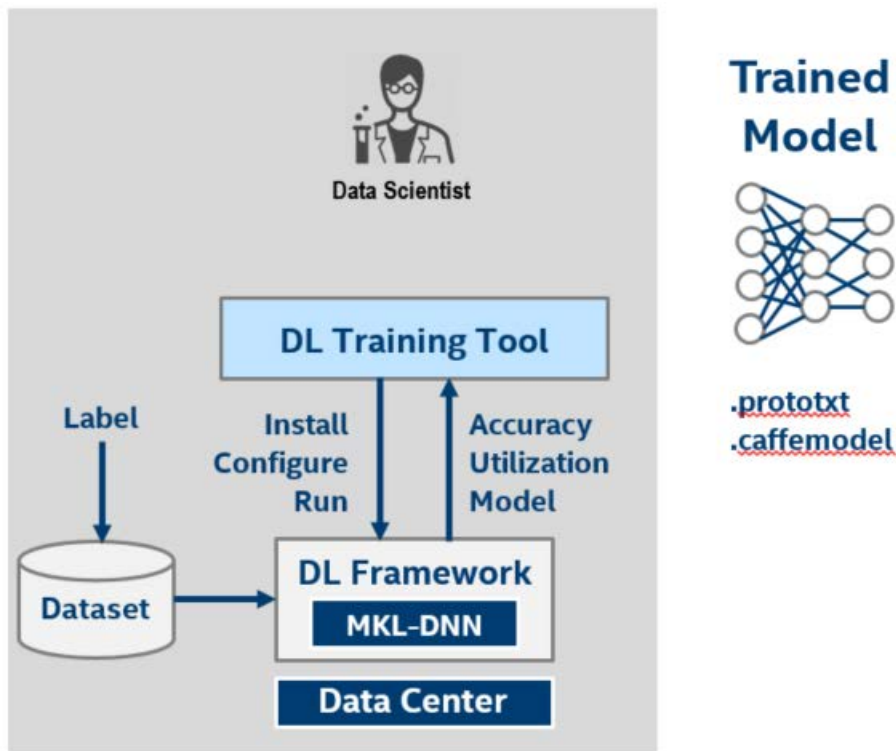 Data Scientist
Trained
Model
DL Training Tool
Label
Install
Configure
Run
Accuracy
Utilization
Model
.prototxt
.caffemodel
Dataset
DL Framework
MKL-DNN
Data Center